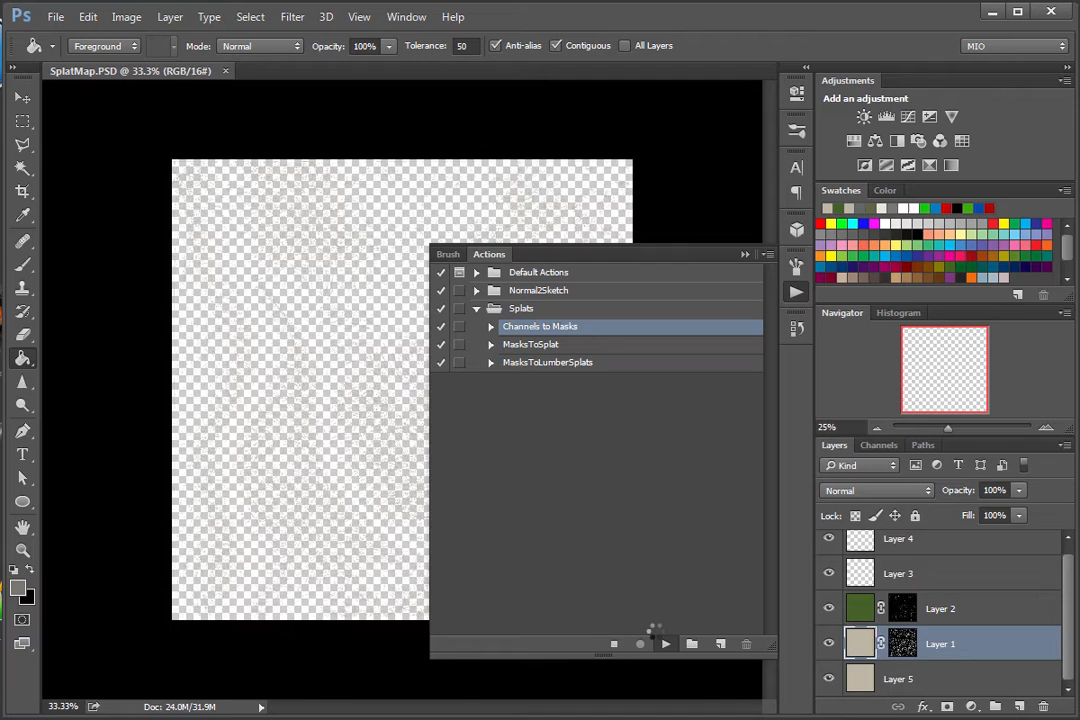 Ps File Edit Image Layer Type Select Filter 3D View Window Help
Foreground Mode: Normal Opacity: 100% Tolerance: 50 Anti-alias Contiguous All Layers MIO
SplatMap.PSD @ 33.3% (RGB/16#) ×
Adjustments
Add an adjustment
Swatches Color
Brush Actions
Default Actions
Normal2Sketch
Splats
Channels to Masks
MasksToSplat
MasksToLumberSplats
Navigator Histogram
25%
Layers Channels Paths
Kind
Normal Opacity: 100%
Lock: Fill: 100%
Layer 4
Layer 3
Layer 2
Layer 1
Layer 5
33.33% Doc: 24.0M/31.9M